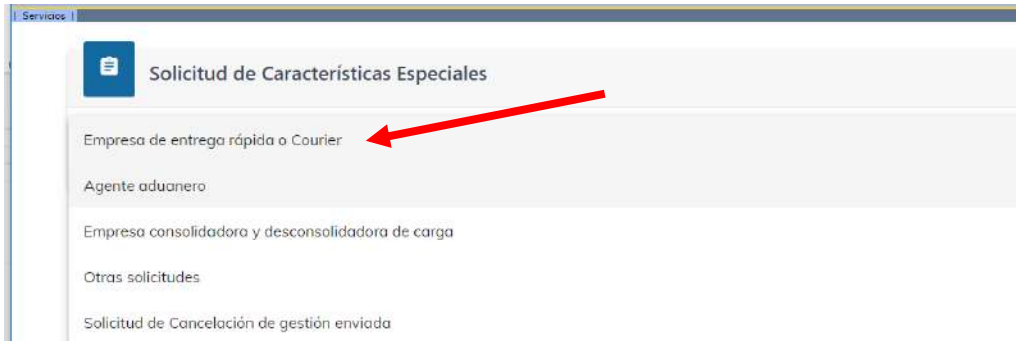 | Servicios |
Solicitud de Características Especiales
Empresa de entrega rápida o Courier
Agente aduanero
Empresa consolidadora y desconsolidadora de carga
Otras solicitudes
Solicitud de Cancelación de gestión enviada